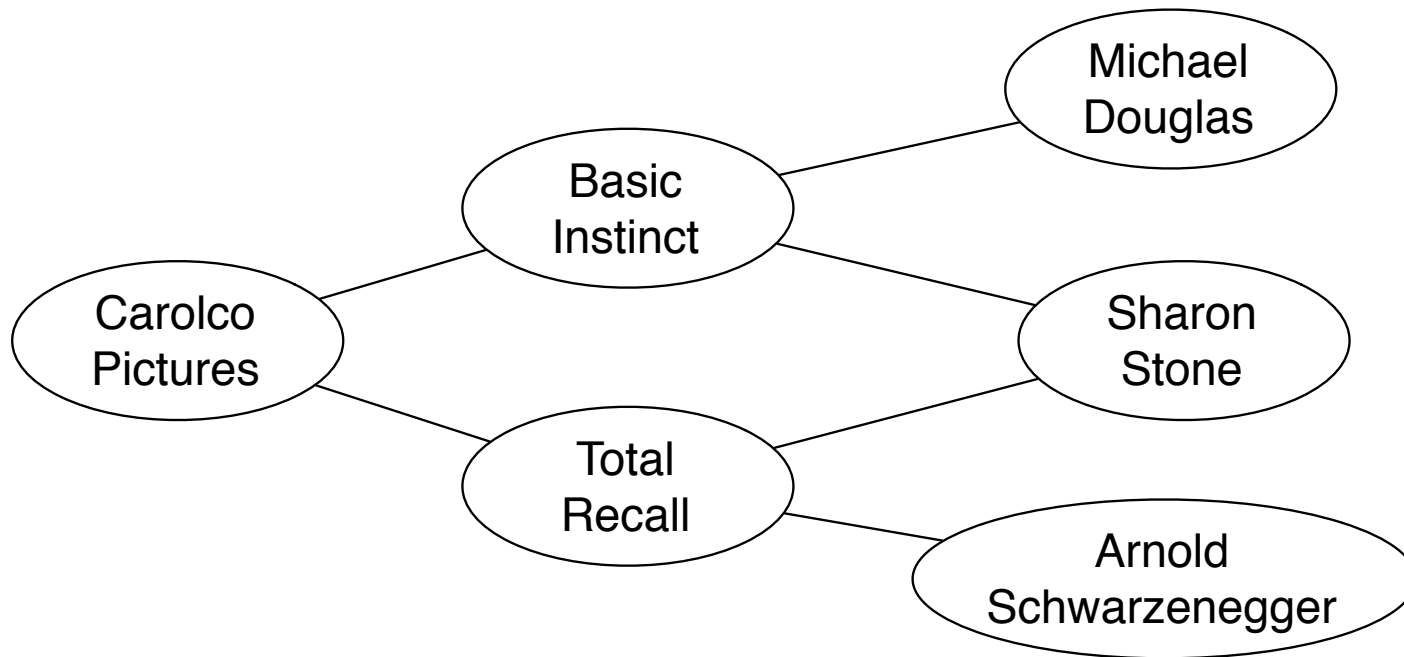 Michael
Douglas
Basic
Instinct
Carolco
Pictures
Sharon
Stone
Total
Recall
Arnold
Schwarzenegger